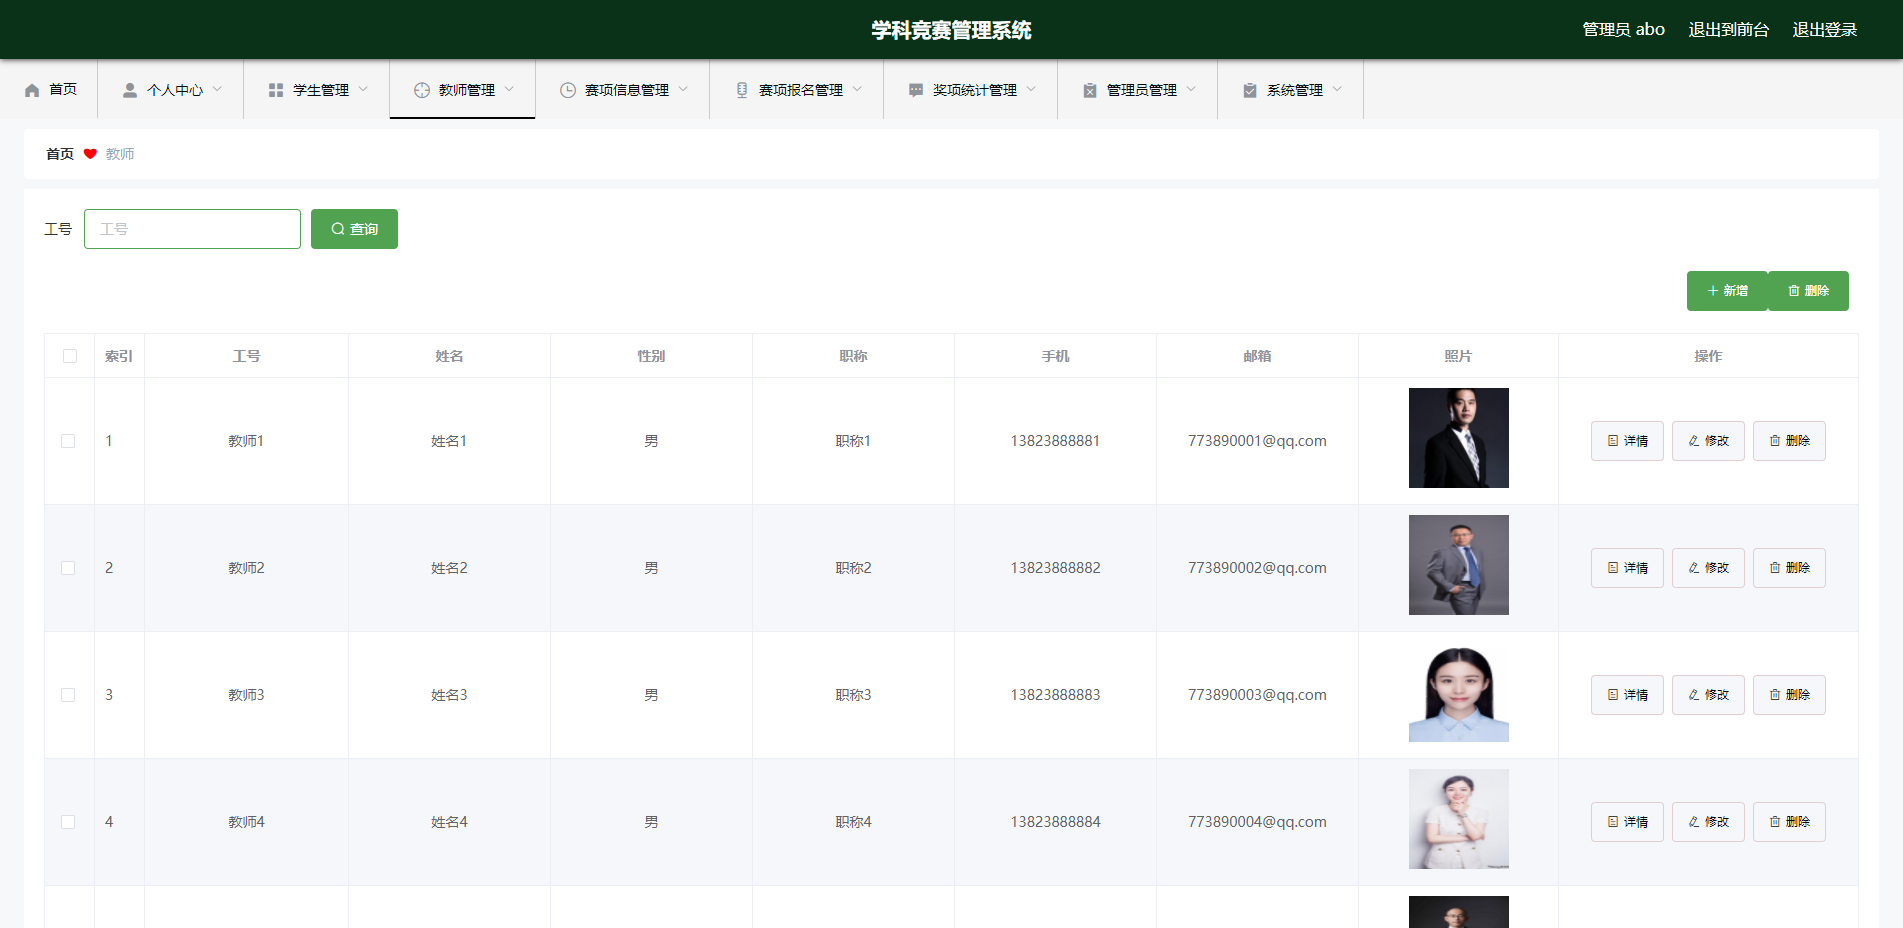 学科竞赛管理系统
管理员 abo 退出到前台 退出登录
首页 个人中心 学生管理 教师管理 赛项信息管理 赛项报名管理 奖项统计管理 管理员管理 系统管理
首页 教师
工号 工号 查询
新增 删除
索引 工号 姓名 性别 职称 手机 邮箱 照片 操作
1 教师1 姓名1 男 职称1 13823888881 773890001@qq.com 详情 修改 删除
2 教师2 姓名2 男 职称2 13823888882 773890002@qq.com 详情 修改 删除
3 教师3 姓名3 男 职称3 13823888883 773890003@qq.com 详情 修改 删除
4 教师4 姓名4 男 职称4 13823888884 773890004@qq.com 详情 修改 删除